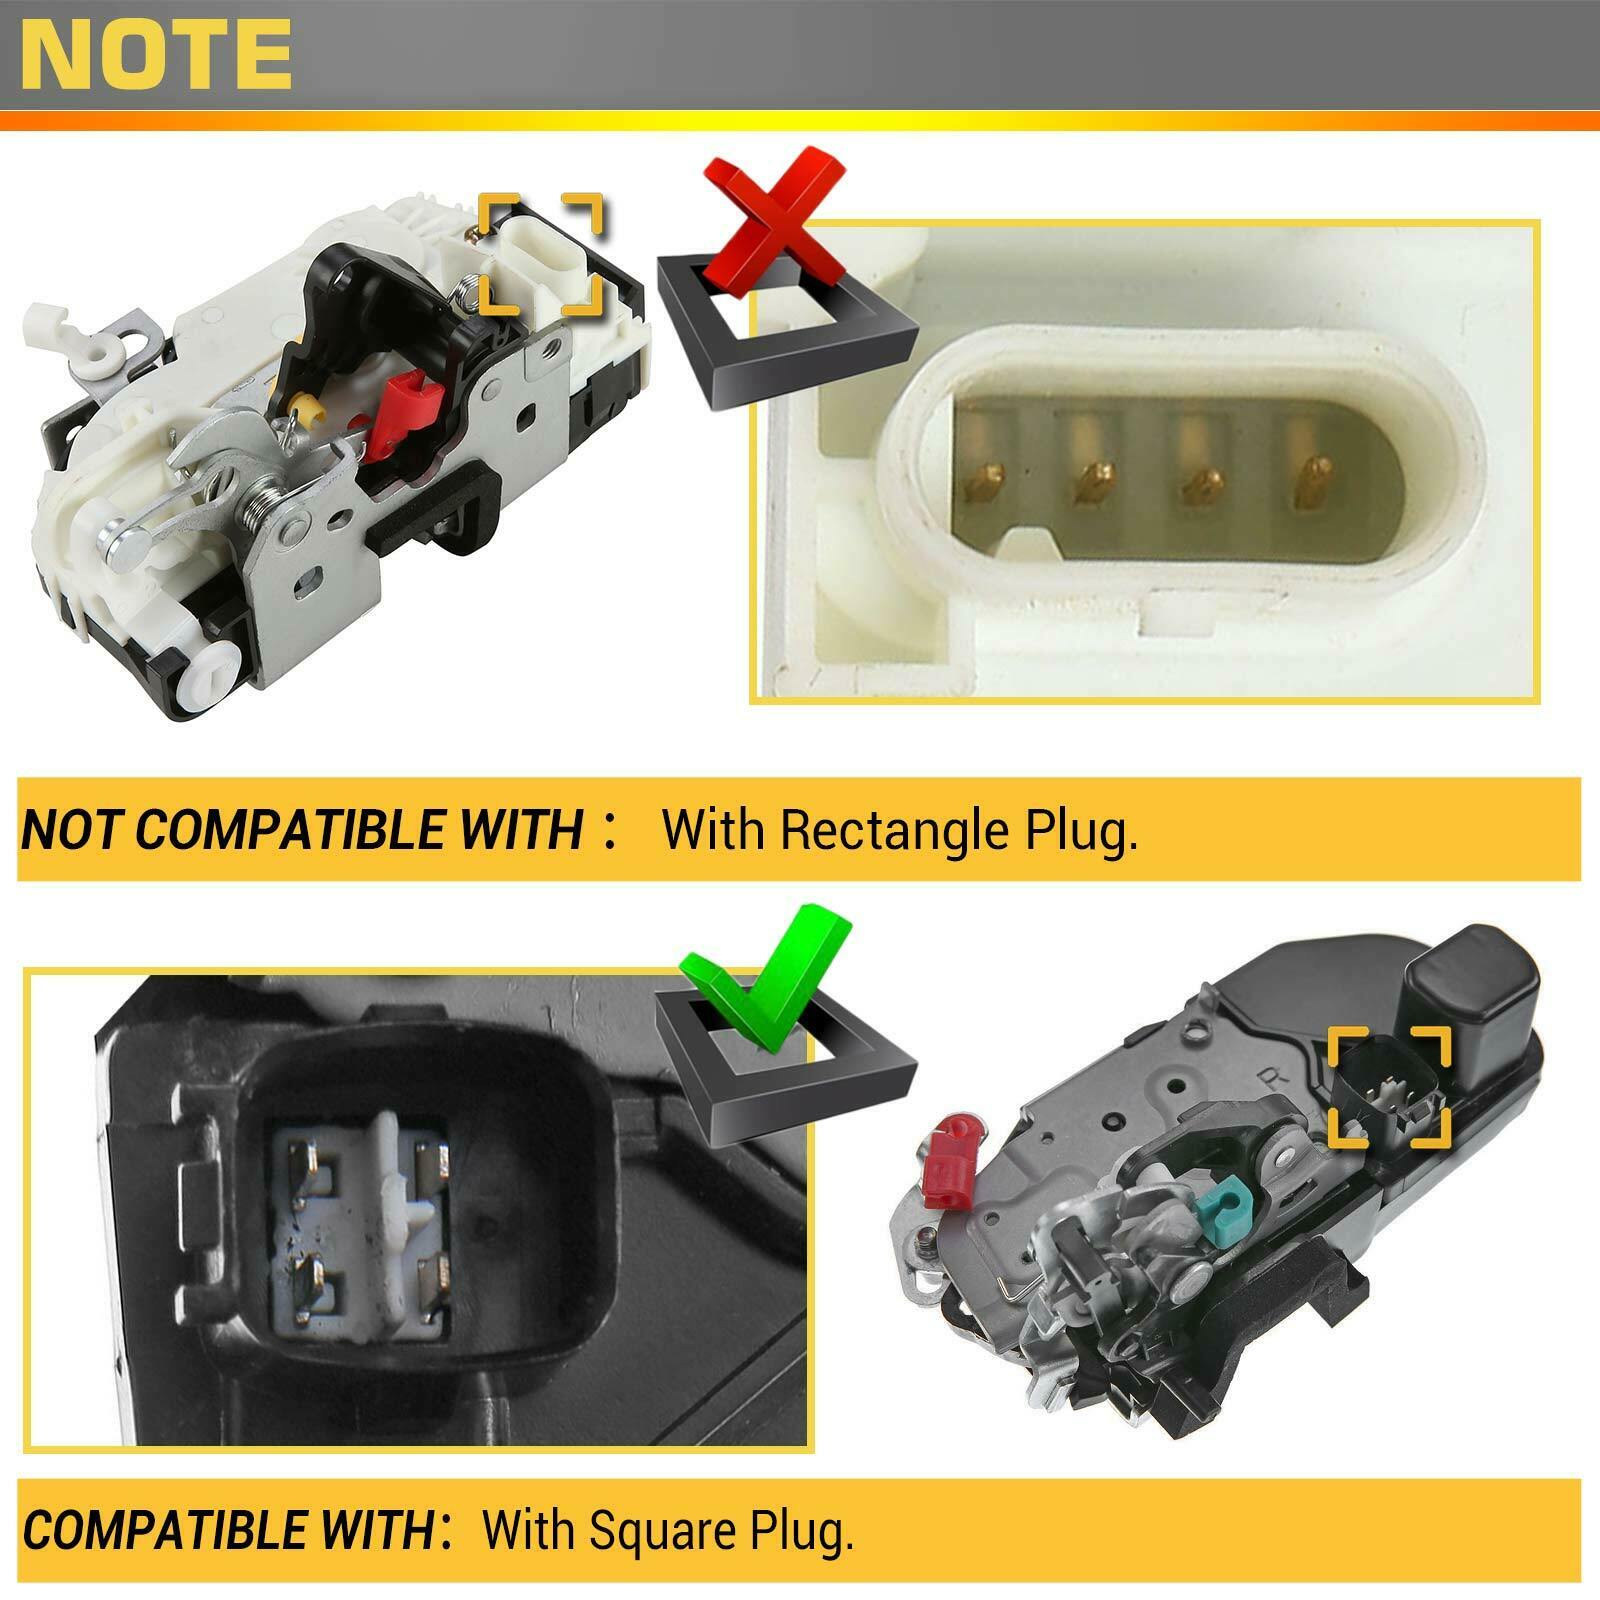 NOTE
NOT COMPATIBLE WITH : With Rectangle Plug.
R
COMPATIBLE WITH: With Square Plug.